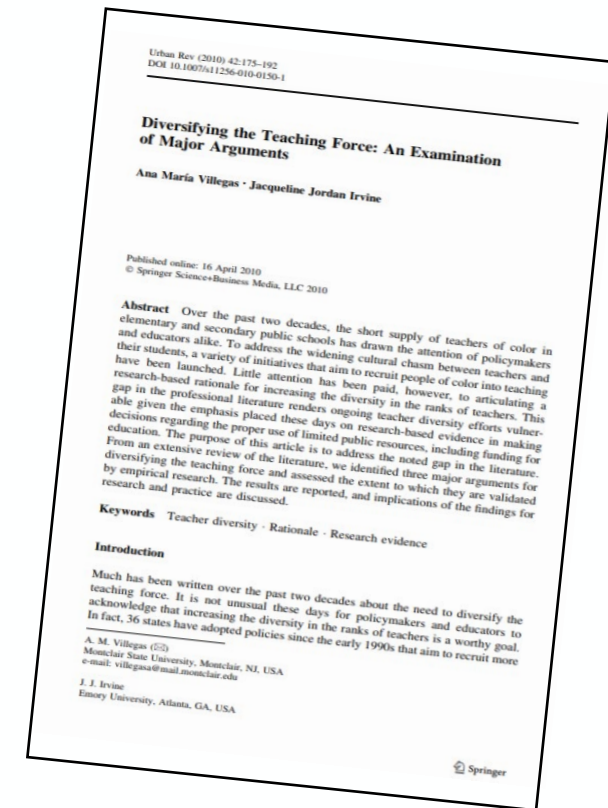 Urban Rev (2010) 42:175–192
DOI 10.1007/s11256-010-0150-1
Diversifying the Teaching Force: An Examination
of Major Arguments
Ana María Villegas · Jacqueline Jordan Irvine
Published online: 16 April 2010
© Springer Science+Business Media, LLC 2010
Abstract Over the past two decades, the short supply of teachers of color in
elementary and secondary public schools has drawn the attention of policymakers
and educators alike. To address the widening cultural chasm between teachers and
their students, a variety of initiatives that aim to recruit people of color into teaching
have been launched. Little attention has been paid, however, to articulating a
research-based rationale for increasing the diversity in the ranks of teachers. This
gap in the professional literature renders ongoing teacher diversity efforts vulner-
able given the emphasis placed these days on research-based evidence in making
decisions regarding the proper use of limited public resources, including funding for
education. The purpose of this article is to address the noted gap in the literature.
From an extensive review of the literature, we identified three major arguments for
diversifying the teaching force and assessed the extent to which they are validated
by empirical research. The results are reported, and implications of the findings for
research and practice are discussed.
Keywords Teacher diversity · Rationale · Research evidence
Introduction
Much has been written over the past two decades about the need to diversify the
teaching force. It is not unusual these days for policymakers and educators to
acknowledge that increasing the diversity in the ranks of teachers is a worthy goal.
In fact, 36 states have adopted policies since the early 1990s that aim to recruit more
A. M. Villegas (✉)
Montclair State University, Montclair, NJ, USA
e-mail: villegasa@mail.montclair.edu
J. J. Irvine
Emory University, Atlanta, GA, USA
Springer